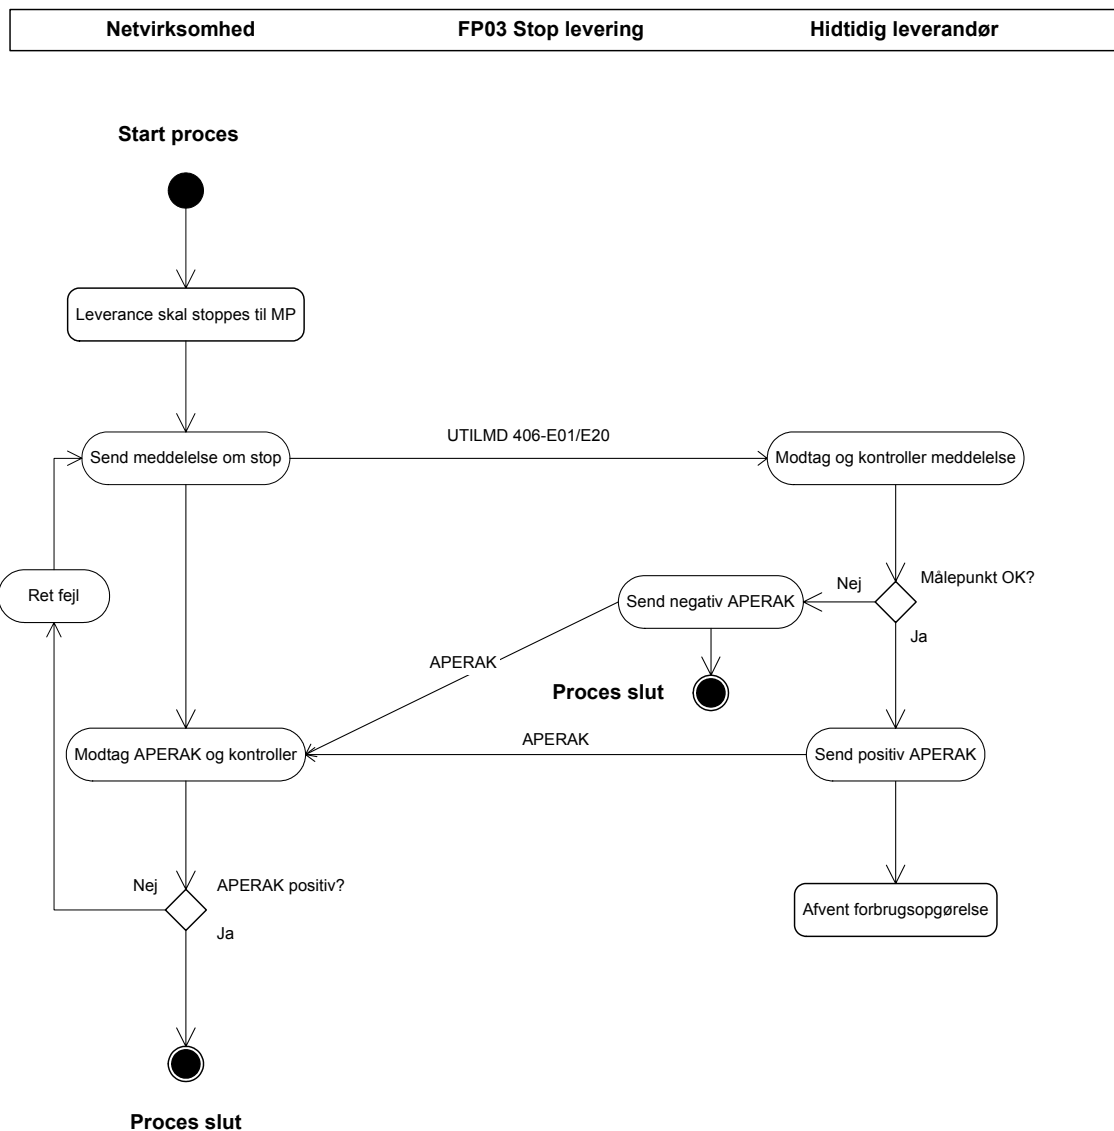 Netvirksomhed
FP03 Stop levering
Hidtidig leverandør
Start proces
Leverance skal stoppes til MP
UTILMD 406-E01/E20
Send meddelelse om stop
Modtag og kontroller meddelelse
Målepunkt OK?
Nej
Ret fejl
Send negativ APERAK
Ja
APERAK
Proces slut
APERAK
Modtag APERAK og kontroller
Send positiv APERAK
Nej
APERAK positiv?
Afvent forbrugsopgørelse
Ja
Proces slut